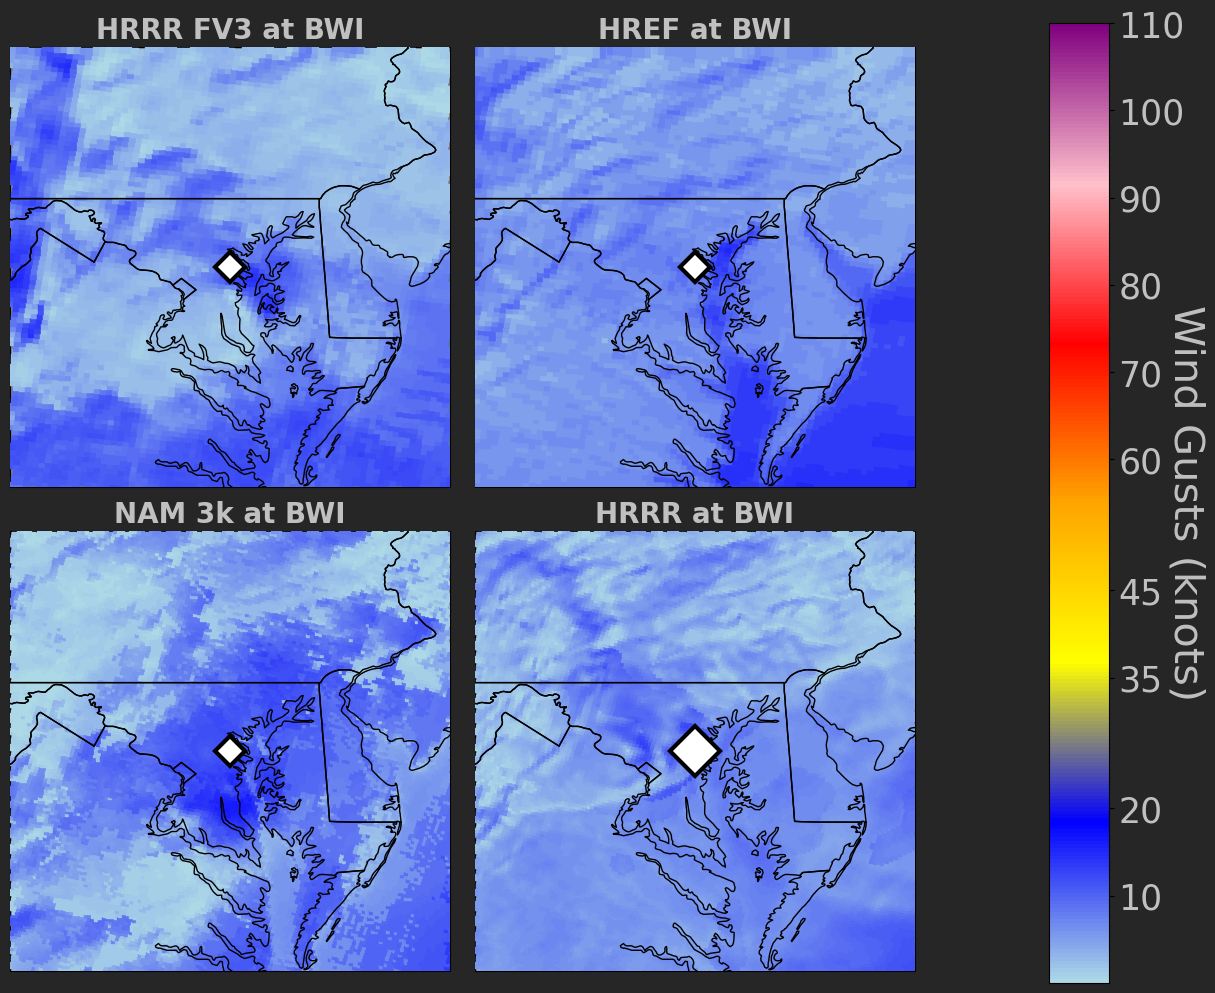 HRRR FV3 at BWI
HREF at BWI
NAM 3k at BWI
HRRR at BWI
110
100
90
80
70
60
45
35
20
10
Wind Gusts (knots)